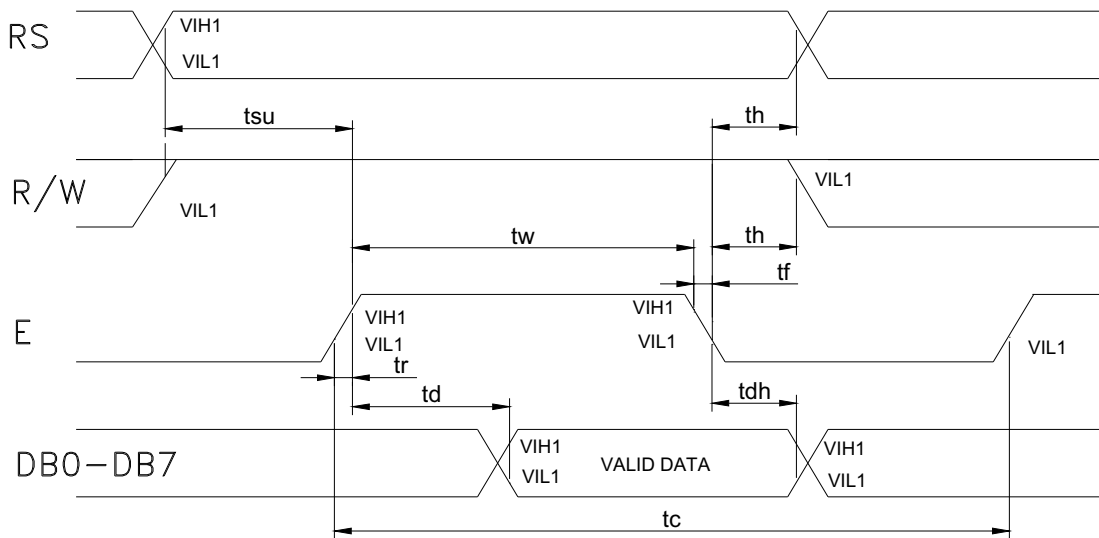 RS
VIH1
VIL1
tsu
th
R/W
VIL1
VIL1
tw
th
tf
E
VIH1
VIL1
VIH1
VIL1
VIL1
tr
td
tdh
DB0-DB7
VIH1
VIL1
VALID DATA
VIH1
VIL1
tc